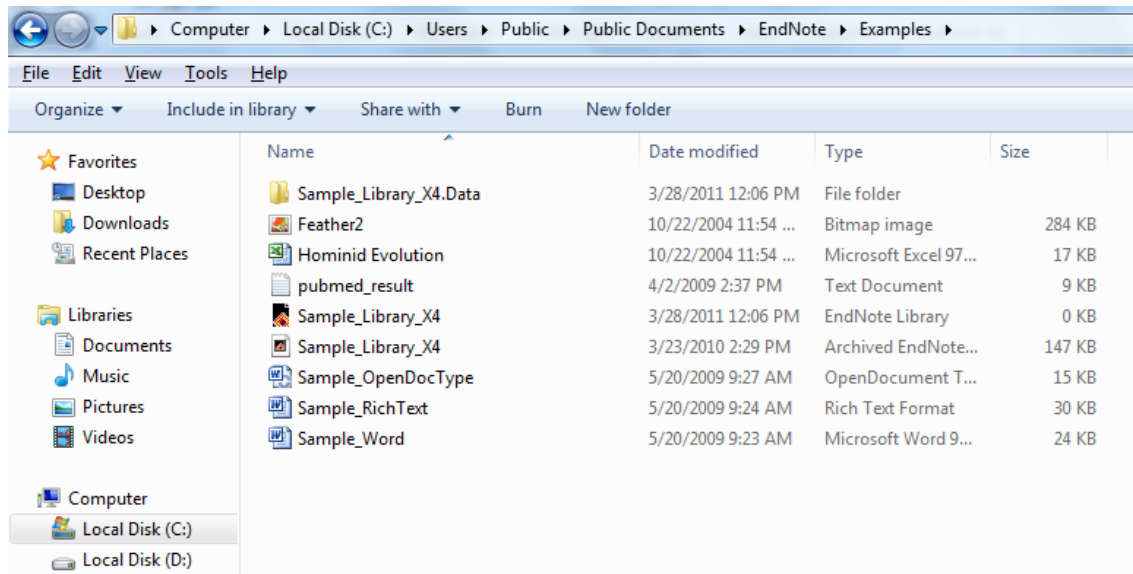 Computer Local Disk (C:) Users Public Public Documents EndNote Examples
File Edit View Tools Help
Organize Include in library Share with Burn New folder
Favorites
Desktop
Downloads
Recent Places
Libraries
Documents
Music
Pictures
Videos
Computer
Local Disk (C:)
Local Disk (D:)
Name Date modified Type Size
Sample_Library_X4.Data 3/28/2011 12:06 PM File folder
Feather2 10/22/2004 11:54 ... Bitmap image 284 KB
Hominid Evolution 10/22/2004 11:54 ... Microsoft Excel 97... 17 KB
pubmed_result 4/2/2009 2:37 PM Text Document 9 KB
Sample_Library_X4 3/28/2011 12:06 PM EndNote Library 0 KB
Sample_Library_X4 3/23/2010 2:29 PM Archived EndNote... 147 KB
Sample_OpenDocType 5/20/2009 9:27 AM OpenDocument T... 15 KB
Sample_RichText 5/20/2009 9:24 AM Rich Text Format 30 KB
Sample_Word 5/20/2009 9:23 AM Microsoft Word 9... 24 KB